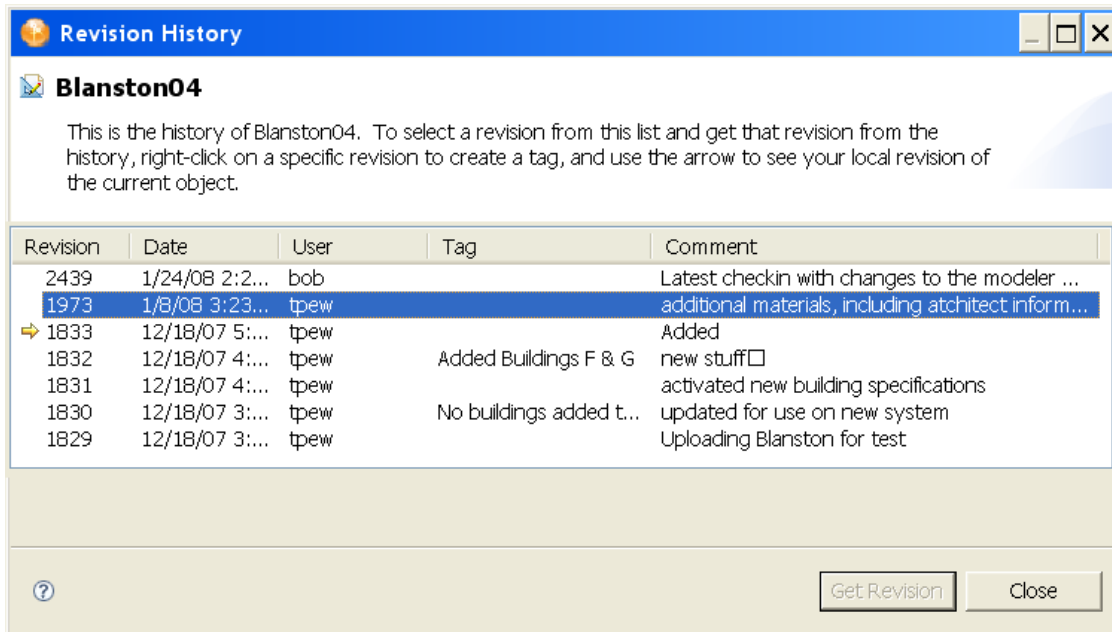 Revision History
Blanston04
This is the history of Blanston04.  To select a revision from this list and get that revision from the
history, right-click on a specific revision to create a tag, and use the arrow to see your local revision of
the current object.
Revision Date User Tag Comment
2439 1/24/08 2:2... bob Latest checkin with changes to the modeler ...
1973 1/8/08 3:23... tpew additional materials, including atchitect inform...
1833 12/18/07 5:... tpew Added
1832 12/18/07 4:... tpew Added Buildings F & G new stuff□
1831 12/18/07 4:... tpew activated new building specifications
1830 12/18/07 3:... tpew No buildings added t... updated for use on new system
1829 12/18/07 3:... tpew Uploading Blanston for test
Get Revision Close